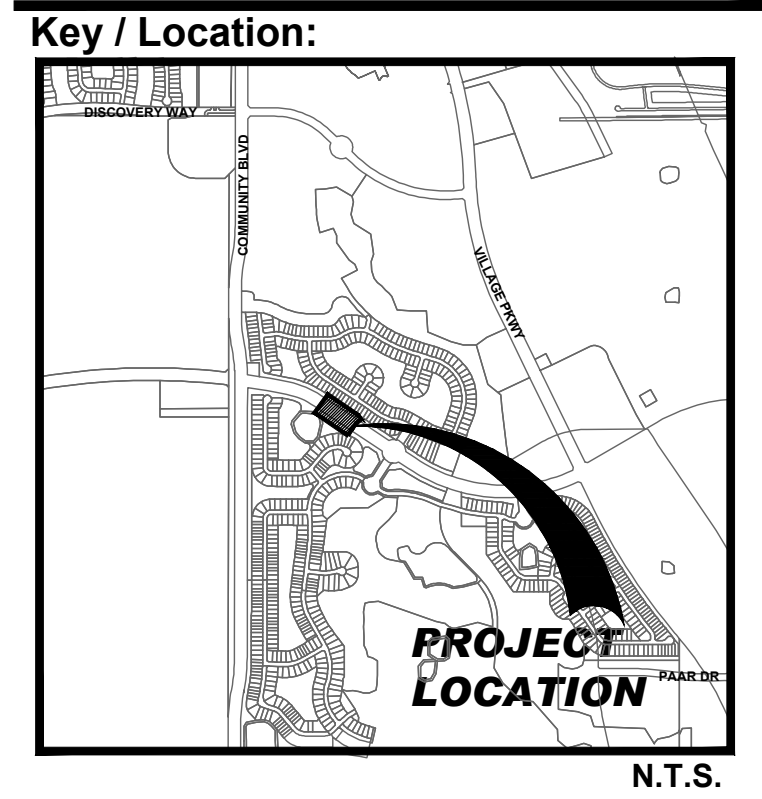 Key / Location:
DISCOVERY WAY
COMMUNITY BLVD
VILLAGE PKWY
PROJECT
LOCATION
PAAR DR
N.T.S.